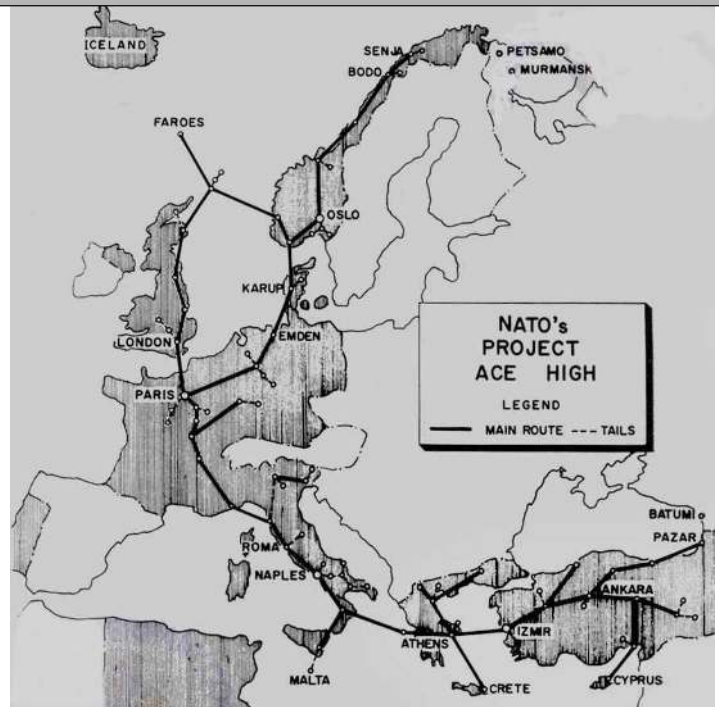 ICELAND
SENJA
PETSAMO
BODO
MURMANSK
FAROES
OSLO
KARUP
NATO's
PROJECT
ACE HIGH
LEGEND
MAIN ROUTE --- TAILS
EMDEN
LONDON
PARIS
BATUMI
PAZAR
ROMA
NAPLES
ANKARA
ATHENS
IZMIR
MALTA
CRETE
CYPRUS